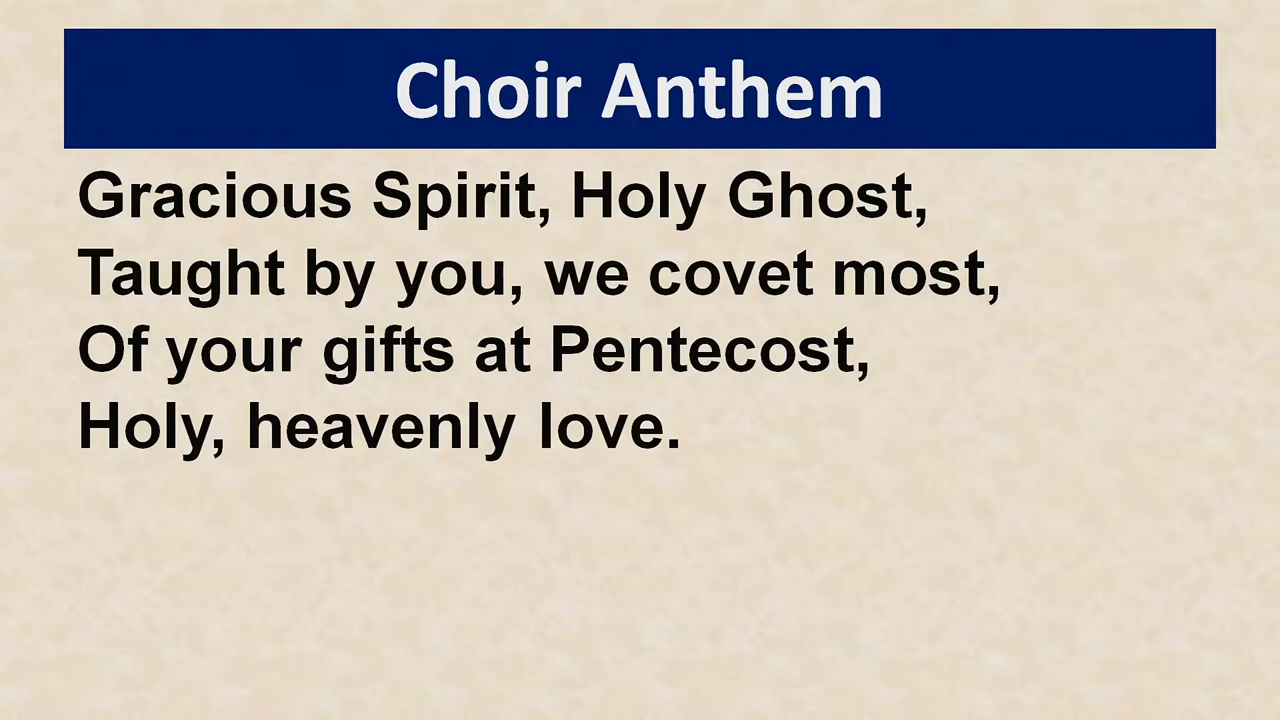 Choir Anthem
Gracious Spirit, Holy Ghost,
Taught by you, we covet most,
Of your gifts at Pentecost,
Holy, heavenly love.